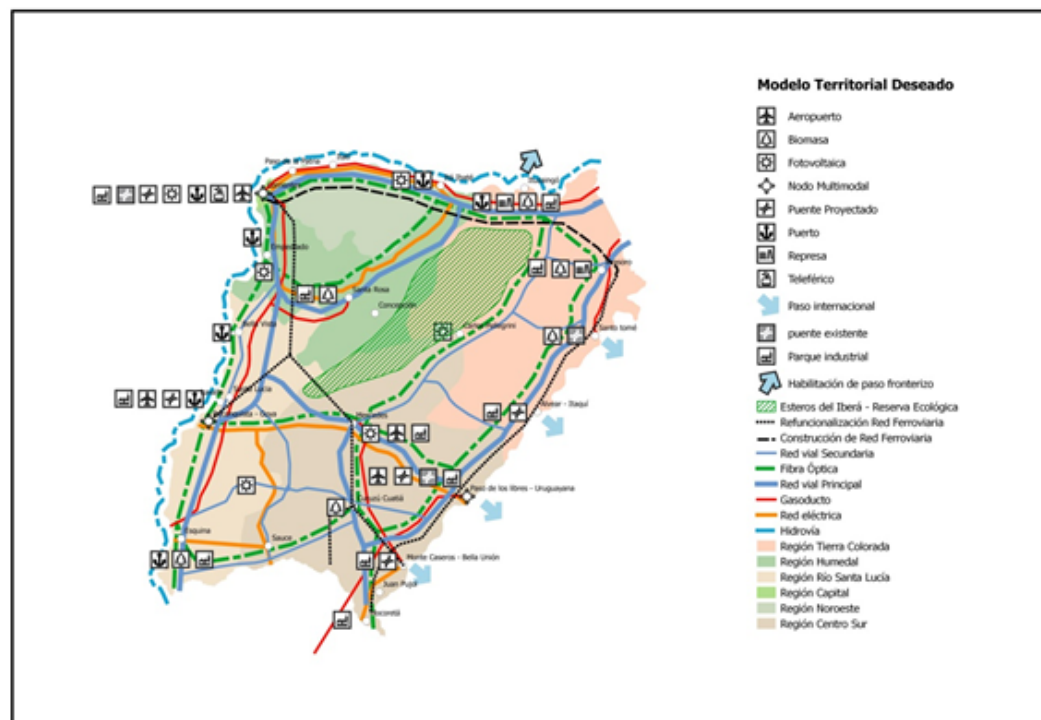 Modelo Territorial Deseado
Aeropuerto
Biomasa
Fotovoltaica
Nodo Multimodal
Puente Proyectado
Puerto
Represa
Teleférico
Paso internacional
puente existente
Parque industrial
Habilitación de paso fronterizo
Esteros del Iberá - Reserva Ecológica
Refuncionalización Red Ferroviaria
Construcción de Red Ferroviaria
Red vial Secundaria
Fibra Óptica
Red vial Principal
Gasoducto
Red eléctrica
Hidrovía
Región Tierra Colorada
Región Humedal
Región Río Santa Lucía
Región Capital
Región Noroeste
Región Centro Sur
Paso de la Patria
Empedrado
Santa Rosa
Concepción
Bella Vista
Santo tomé
Mercedes
Paso de los libres - Uruguayana
Esquina
Sauce
Monte Caseros - Bella Unión
Juan Pujol